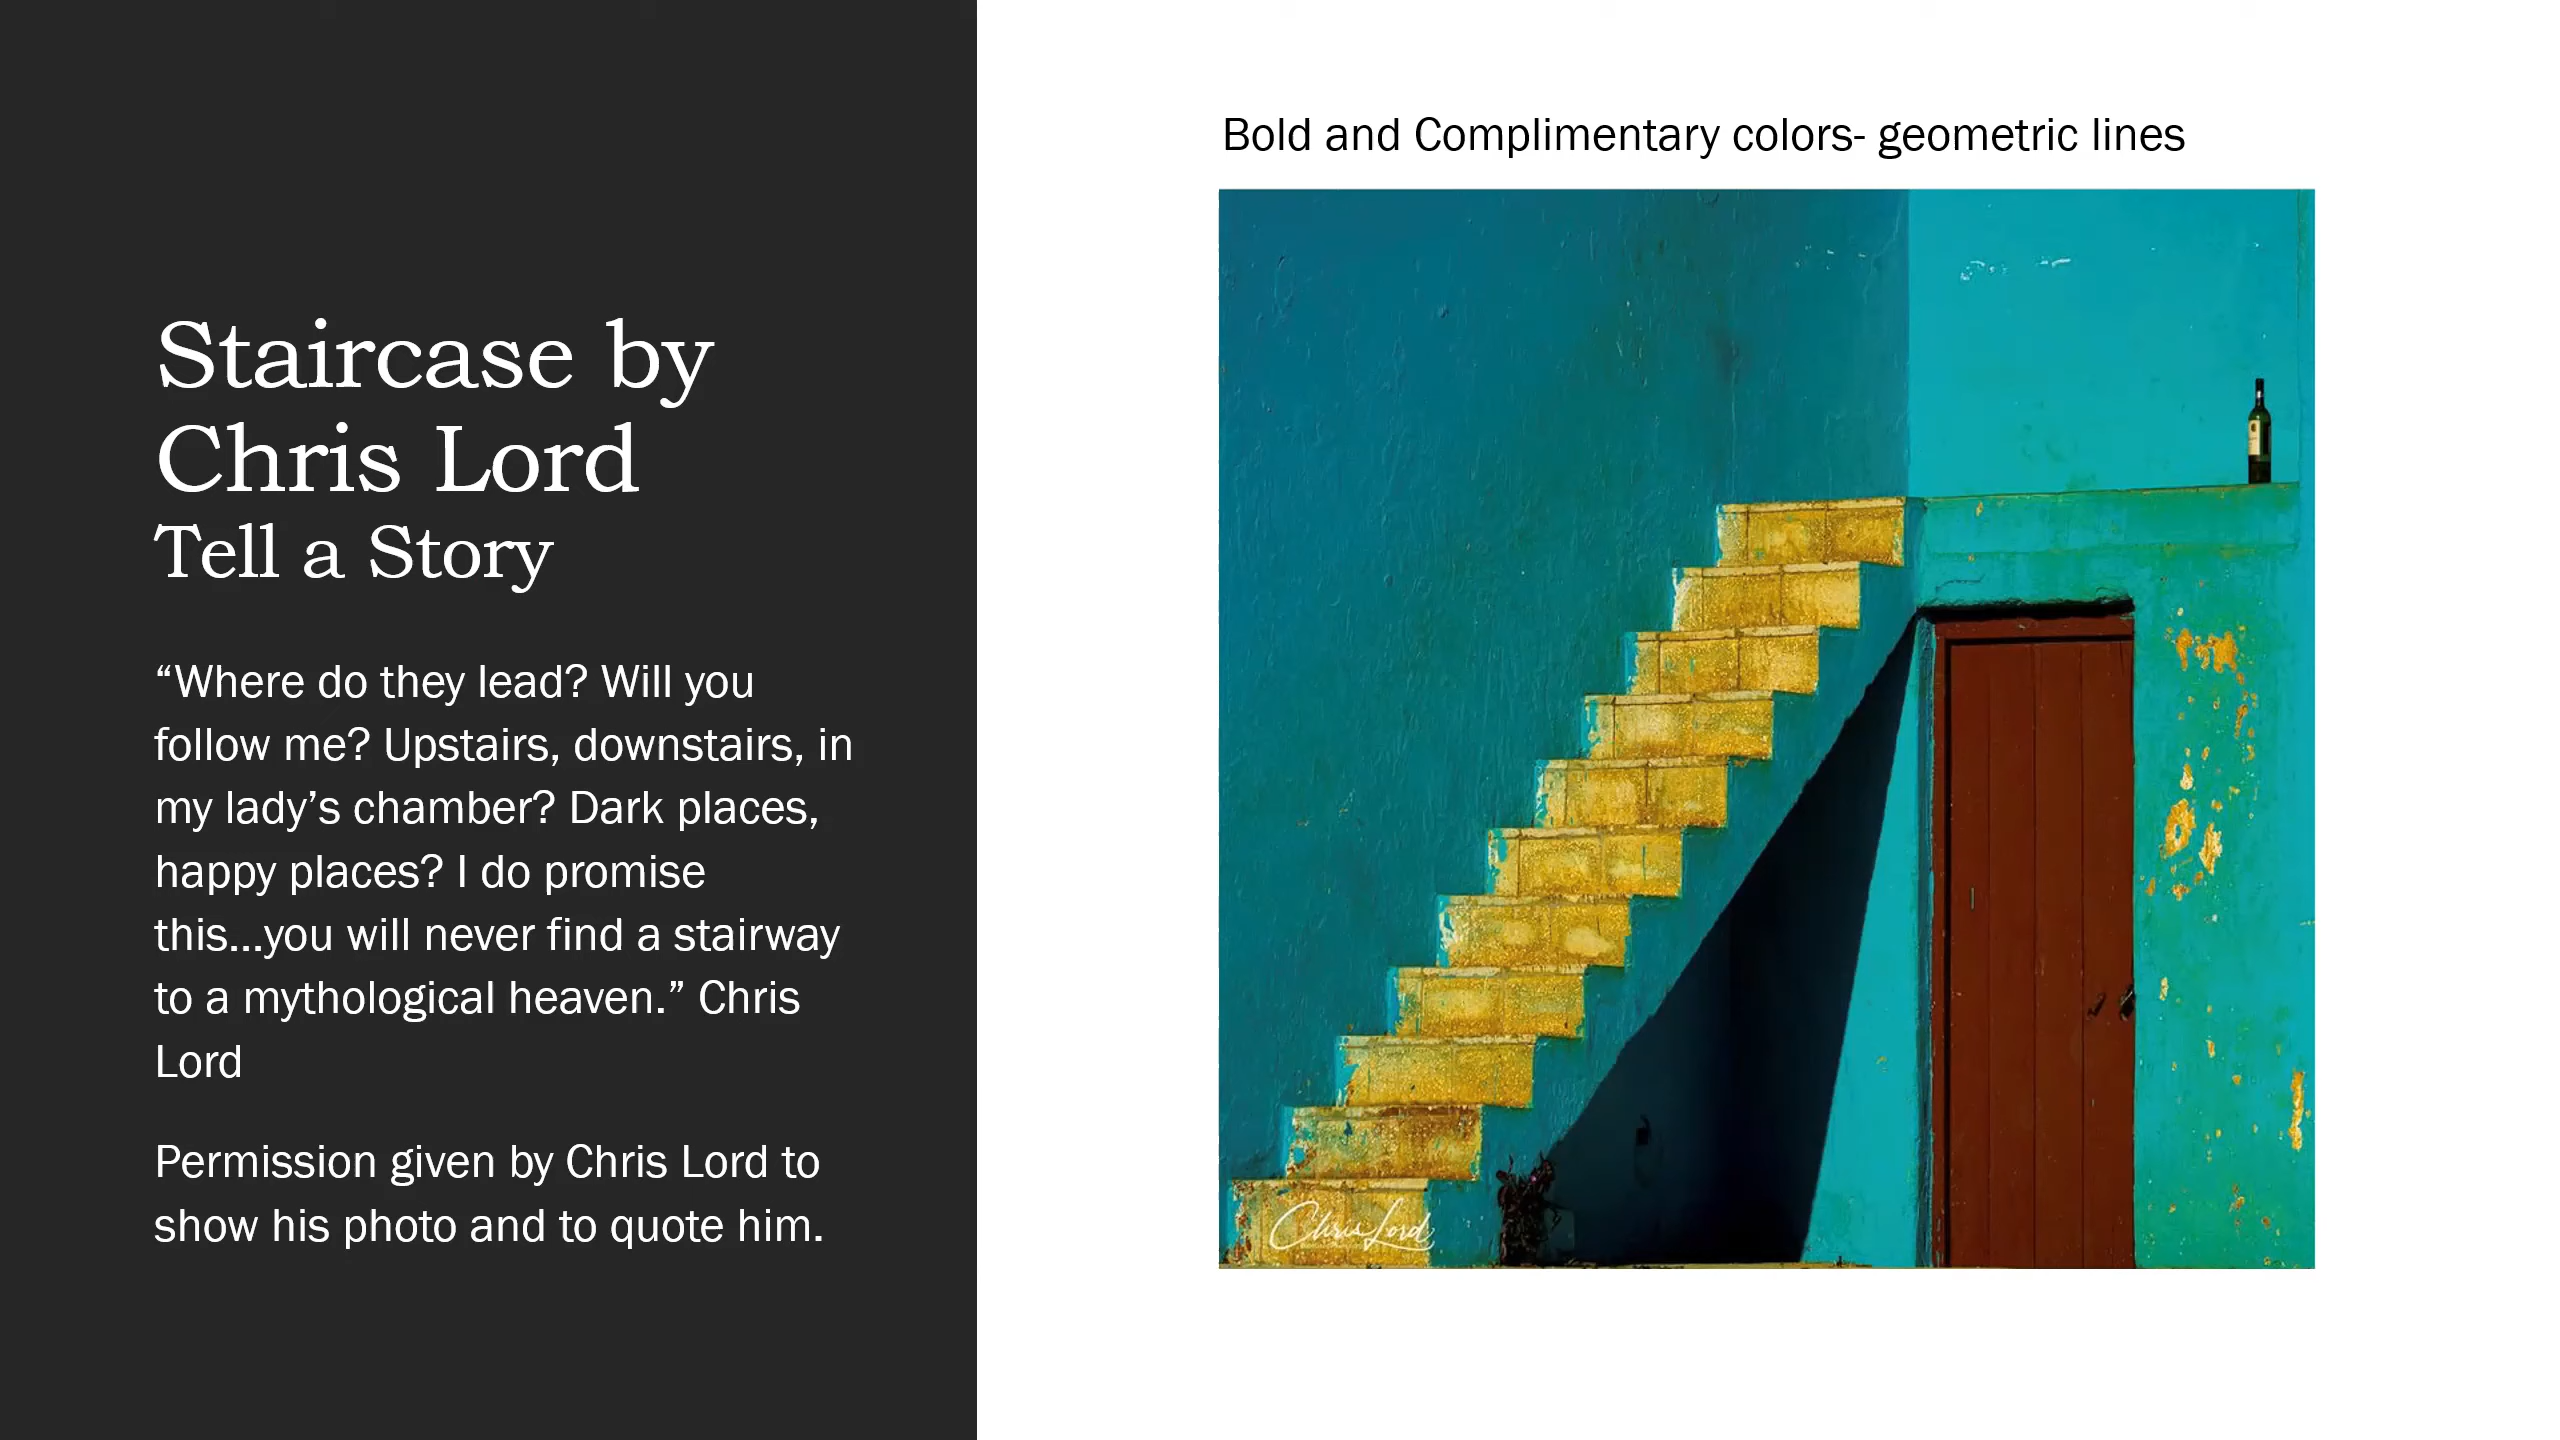 Staircase by
Chris Lord
Tell a Story
“Where do they lead? Will you
follow me? Upstairs, downstairs, in
my lady’s chamber? Dark places,
happy places? I do promise
this…you will never find a stairway
to a mythological heaven.” Chris
Lord
Permission given by Chris Lord to
show his photo and to quote him.
Bold and Complimentary colors- geometric lines
Chris Lord